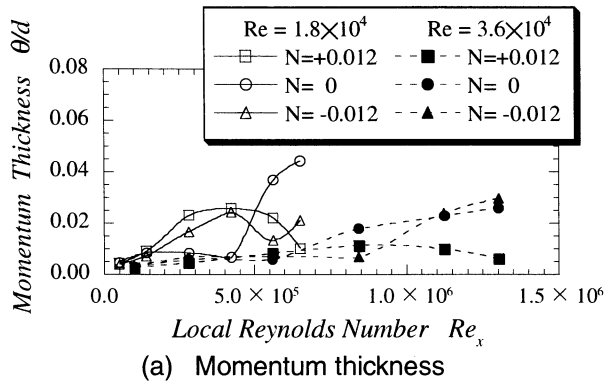 Re = 1.8×10⁴ Re = 3.6×10⁴
N=+0.012 N=+0.012
N= 0 N= 0
N= -0.012 N= -0.012
Momentum Thickness θ/d
0.08
0.06
0.04
0.02
0.00
0.0 5.0 × 10⁵ 1.0 × 10⁶ 1.5 × 10⁶
Local Reynolds Number Reₓ
(a) Momentum thickness